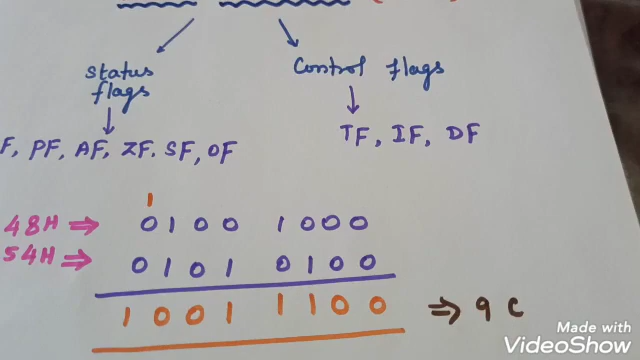 status Control flags
flags
F, PF, AF, ZF. SF, OF TF, IF, DF
1
48H ⇒ 0100 1000
54H ⇒ 0101 0100
1001 1100 ⇒ 9C
Made with
VideoShow